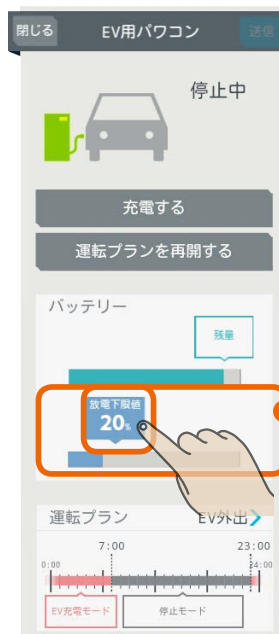 閉じる EV用パワコン 送信
停止中
充電する
運転プランを再開する
バッテリー
残量
放電下限値
20%
運転プラン EV外出
7:00 23:00
0:00 24:00
EV充電モード 停止モード